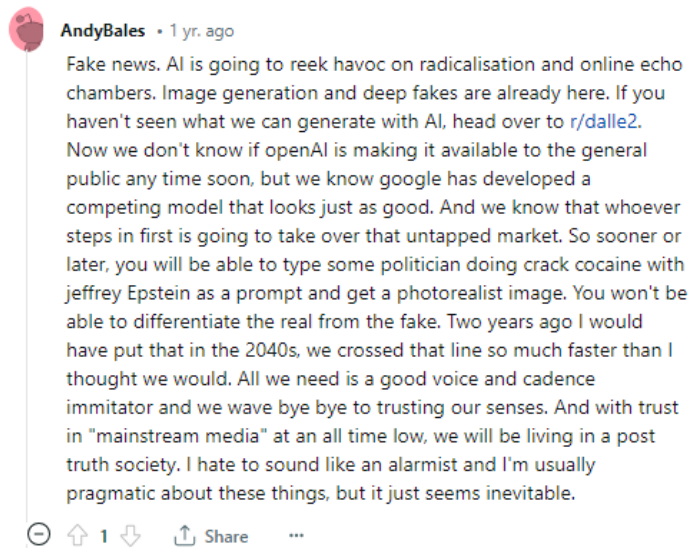 AndyBales • 1 yr. ago
Fake news. AI is going to reek havoc on radicalisation and online echo
chambers. Image generation and deep fakes are already here. If you
haven't seen what we can generate with AI, head over to r/dalle2.
Now we don't know if openAI is making it available to the general
public any time soon, but we know google has developed a
competing model that looks just as good. And we know that whoever
steps in first is going to take over that untapped market. So sooner or
later, you will be able to type some politician doing crack cocaine with
jeffrey Epstein as a prompt and get a photorealist image. You won't be
able to differentiate the real from the fake. Two years ago I would
have put that in the 2040s, we crossed that line so much faster than I
thought we would. All we need is a good voice and cadence
immitator and we wave bye bye to trusting our senses. And with trust
in "mainstream media" at an all time low, we will be living in a post
truth society. I hate to sound like an alarmist and I'm usually
pragmatic about these things, but it just seems inevitable.
1 Share ...